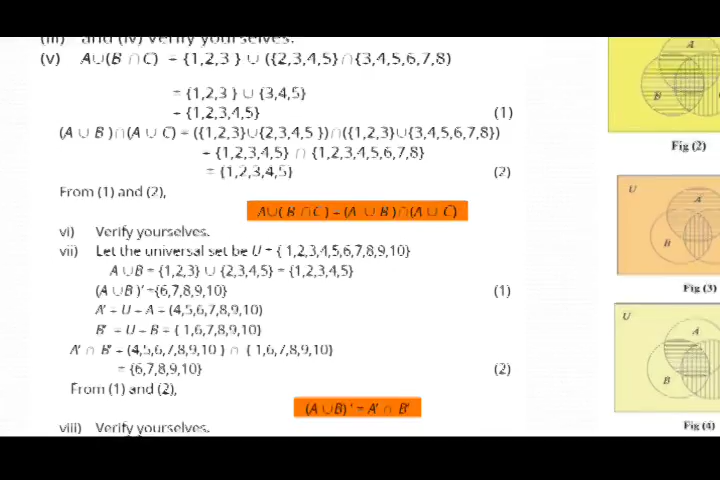 (iii) and (iv) Verify yourselves.
(v) A∪(B ∩C) = {1,2,3 } ∪ ({2,3,4,5}∩{3,4,5,6,7,8)
= {1,2,3 } ∪ {3,4,5}
= {1,2,3,4,5} (1)
(A ∪ B )∩(A ∪ C) = ({1,2,3}∪{2,3,4,5 })∩({1,2,3}∪{3,4,5,6,7,8})
= {1,2,3,4,5} ∩ {1,2,3,4,5,6,7,8}
= {1,2,3,4,5} (2)
From (1) and (2),
A∪( B ∩C ) = (A ∪ B)∩(A ∪ C)
vi) Verify yourselves.
vii) Let the universal set be U = { 1,2,3,4,5,6,7,8,9,10}
A ∪B = {1,2,3} ∪ {2,3,4,5} = {1,2,3,4,5}
(A ∪B )′ ={6,7,8,9,10} (1)
A′ = U − A = (4,5,6,7,8,9,10)
B′ = U − B = { 1,6,7,8,9,10}
A′ ∩ B′ = (4,5,6,7,8,9,10 } ∩ { 1,6,7,8,9,10}
= {6,7,8,9,10} (2)
From (1) and (2),
(A ∪B) ′ = A′ ∩ B′
viii) Verify yourselves.
A
B
Fig (2)
U
A
B
Fig (3)
U
A
B
Fig (4)